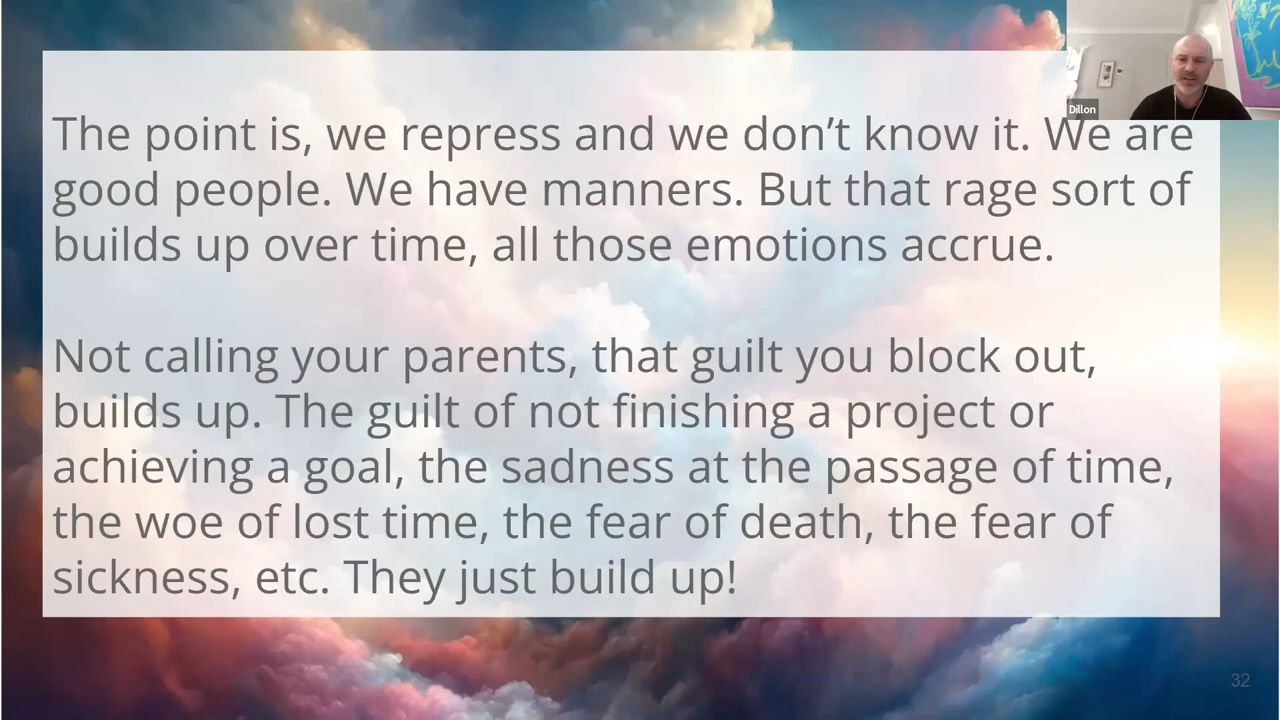 Dillon
The point is, we repress and we don’t know it. We are
good people. We have manners. But that rage sort of
builds up over time, all those emotions accrue.
Not calling your parents, that guilt you block out,
builds up. The guilt of not finishing a project or
achieving a goal, the sadness at the passage of time,
the woe of lost time, the fear of death, the fear of
sickness, etc. They just build up!
32